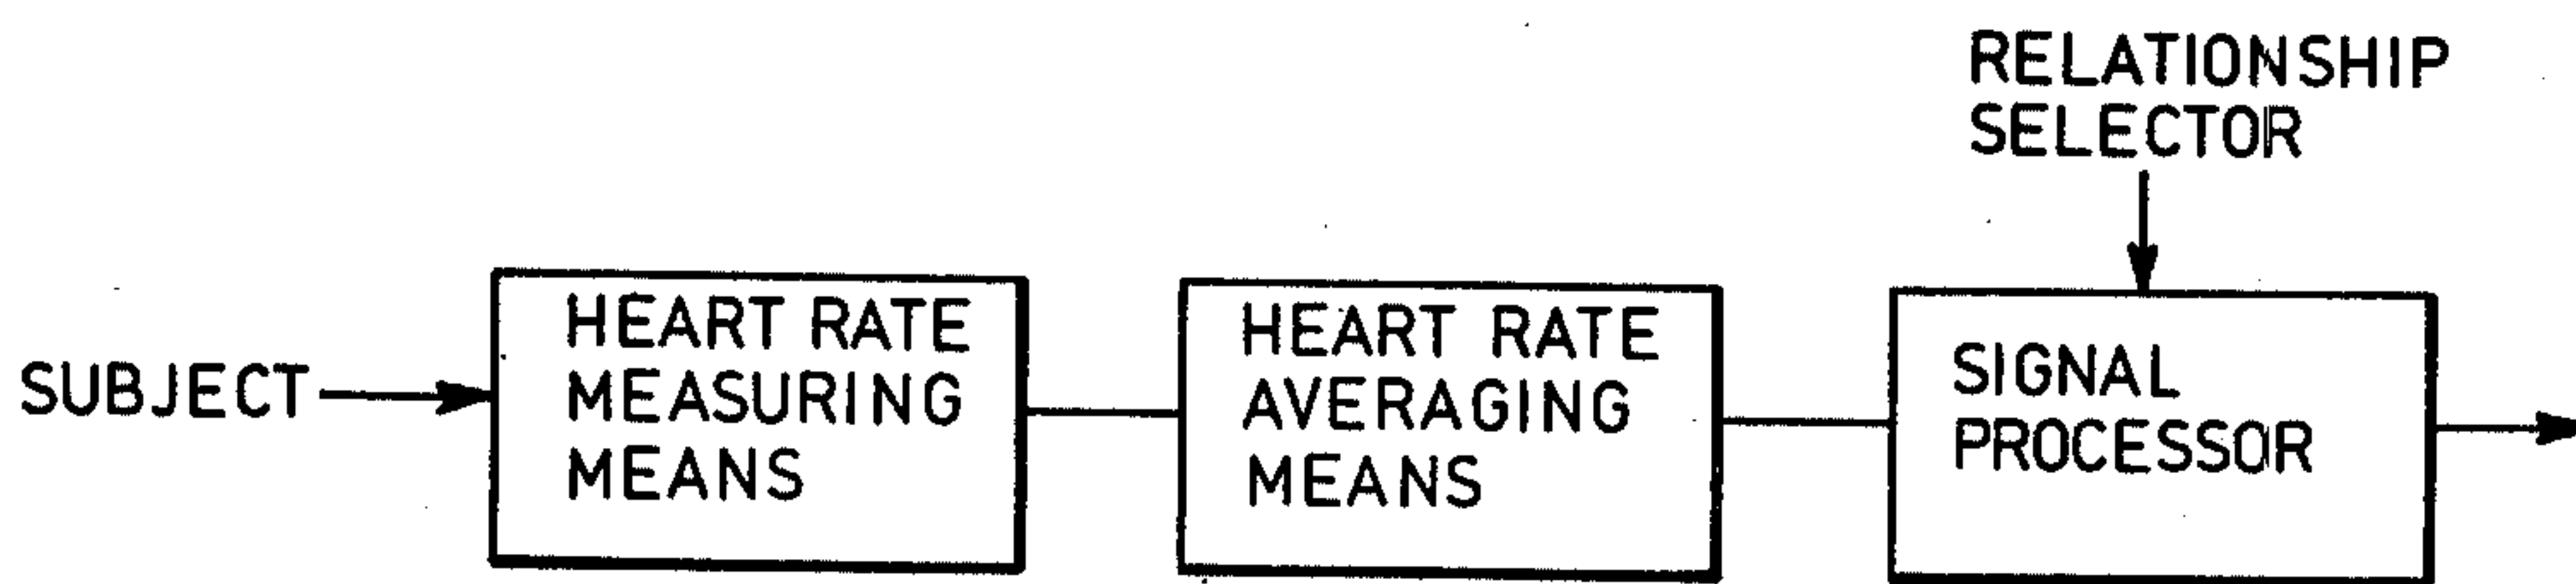 RELATIONSHIP
SELECTOR
SUBJECT
HEART RATE
MEASURING
MEANS
HEART RATE
AVERAGING
MEANS
SIGNAL
PROCESSOR